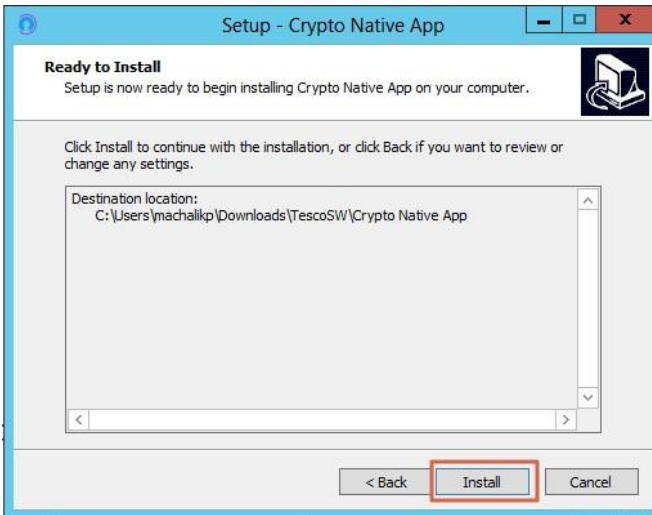 Setup - Crypto Native App
Ready to Install
Setup is now ready to begin installing Crypto Native App on your computer.
Click Install to continue with the installation, or click Back if you want to review or
change any settings.
Destination location:
C:\Users\machalikp\Downloads\TescoSW\Crypto Native App
< Back
Install
Cancel